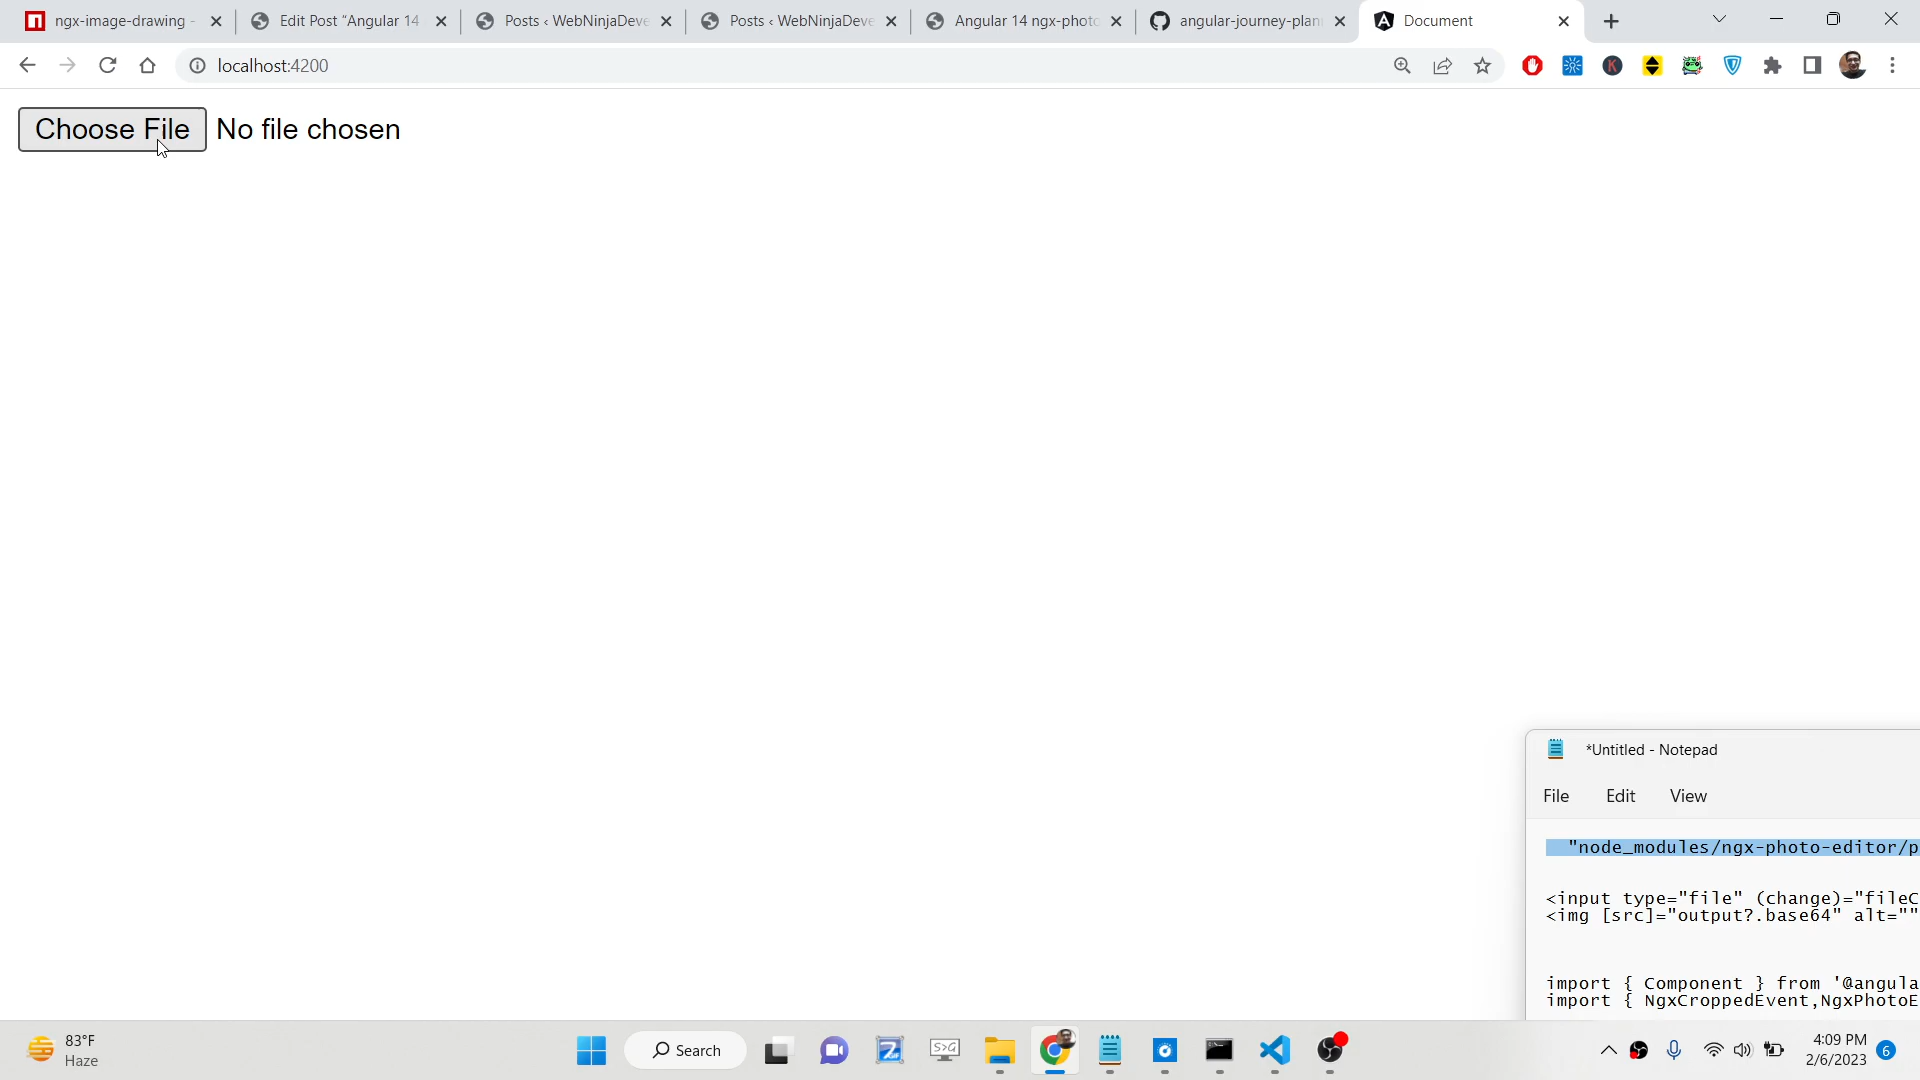 ngx-image-drawing -
Edit Post “Angular 14
Posts ‹ WebNinjaDeve
Posts ‹ WebNinjaDeve
Angular 14 ngx-photo
angular-journey-plan
Document
localhost:4200
Choose File No file chosen
*Untitled - Notepad
File Edit View
"node_modules/ngx-photo-editor/p
<input type="file" (change)="fileC
<img [src]="output?.base64" alt=""
import { Component } from '@angula
import { NgxCroppedEvent,NgxPhotoE
83°F
Haze
Search
4:09 PM
2/6/2023
6